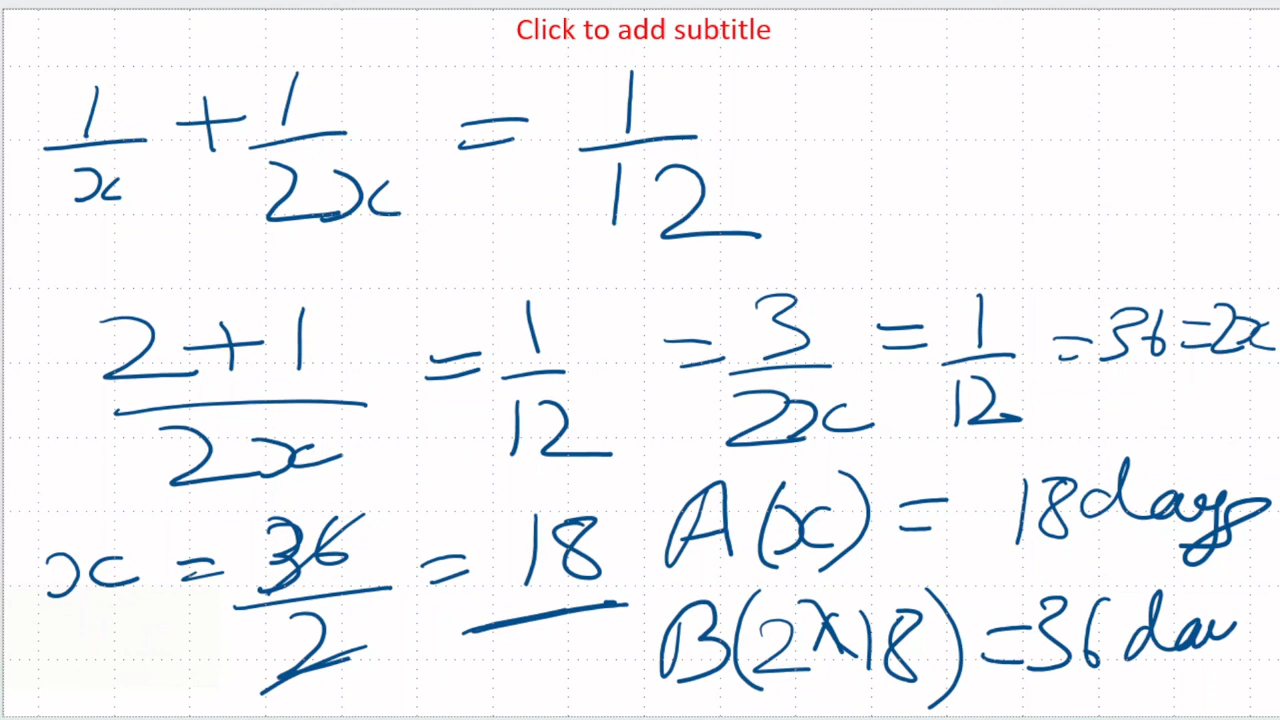 Click to add subtitle
1/x + 1/2x = 1/12
2+1/2x = 1/12 = 3/2x = 1/12 = 36 = 2x
x = 36/2 = 18
A(x) = 18 days
B(2×18) = 36 da